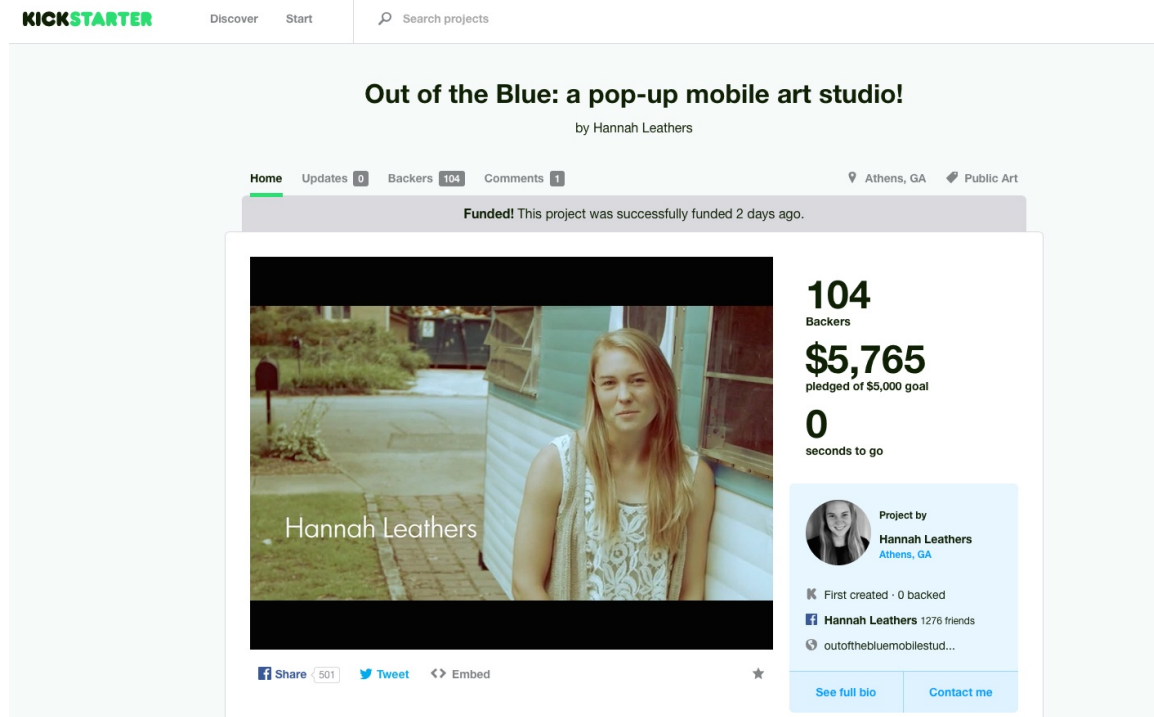 KICKSTARTER Discover Start Search projects
Out of the Blue: a pop-up mobile art studio!
by Hannah Leathers
Home Updates 0 Backers 104 Comments 1 Athens, GA Public Art
Funded! This project was successfully funded 2 days ago.
104
Backers
$5,765
pledged of $5,000 goal
0
seconds to go
Hannah Leathers
Project by
Hannah Leathers
Athens, GA
First created · 0 backed
Hannah Leathers 1276 friends
outofthebluemobilestud...
See full bio Contact me
Share 501 Tweet Embed